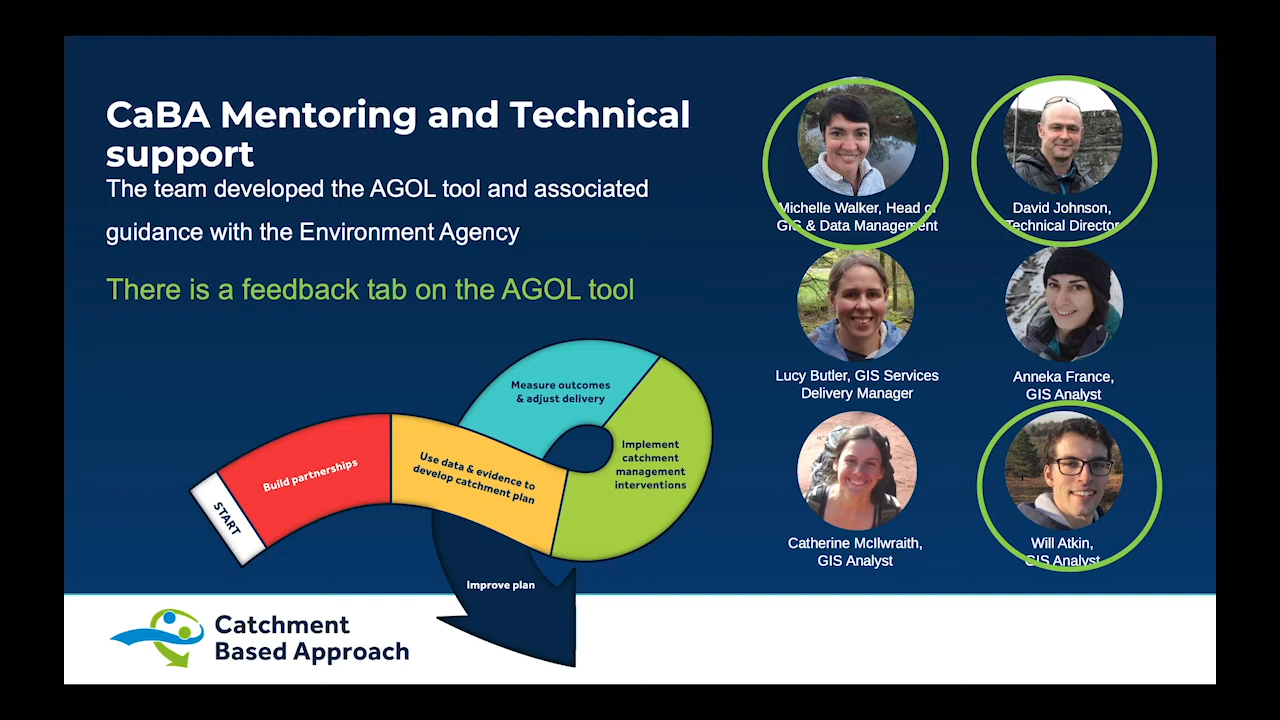 CaBA Mentoring and Technical
support
The team developed the AGOL tool and associated
guidance with the Environment Agency
There is a feedback tab on the AGOL tool
Michelle Walker, Head of
GIS & Data Management
David Johnson,
Technical Director
Lucy Butler, GIS Services
Delivery Manager
Anneka France,
GIS Analyst
Catherine McIlwraith,
GIS Analyst
Will Atkin,
GIS Analyst
START
Build partnerships
Use data & evidence to
develop catchment plan
Measure outcomes
& adjust delivery
Implement
catchment
management
interventions
Improve plan
Catchment
Based Approach